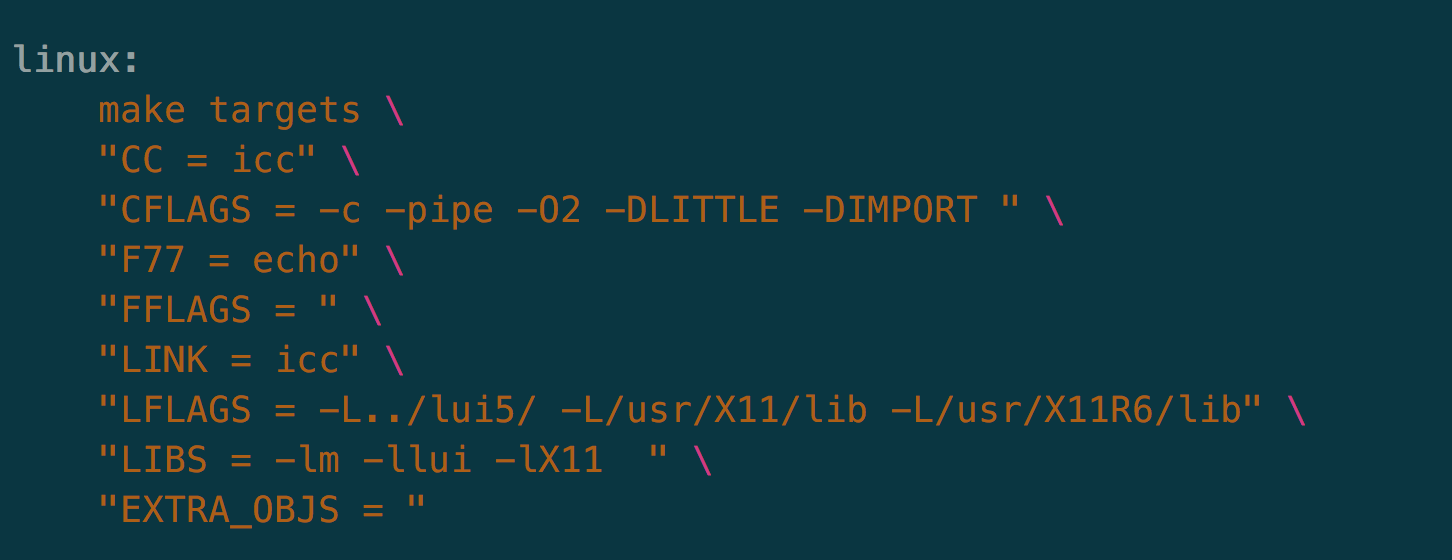 linux:
    make targets \
    "CC = icc" \
    "CFLAGS = -c -pipe -O2 -DLITTLE -DIMPORT " \
    "F77 = echo" \
    "FFLAGS = " \
    "LINK = icc" \
    "LFLAGS = -L../lui5/ -L/usr/X11/lib -L/usr/X11R6/lib" \
    "LIBS = -lm -llui -lX11  " \
    "EXTRA_OBJS = "